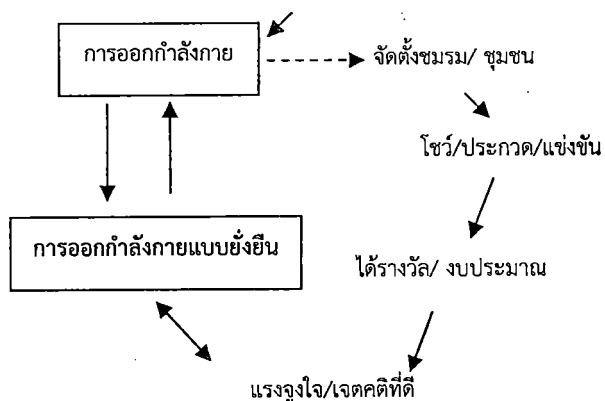 การออกกำลังกาย
จัดตั้งชมรม/ ชุมชน
โชว์/ประกวด/แข่งขัน
การออกกำลังกายแบบยั่งยืน
ได้รางวัล/ งบประมาณ
แรงจูงใจ/เจตคติที่ดี